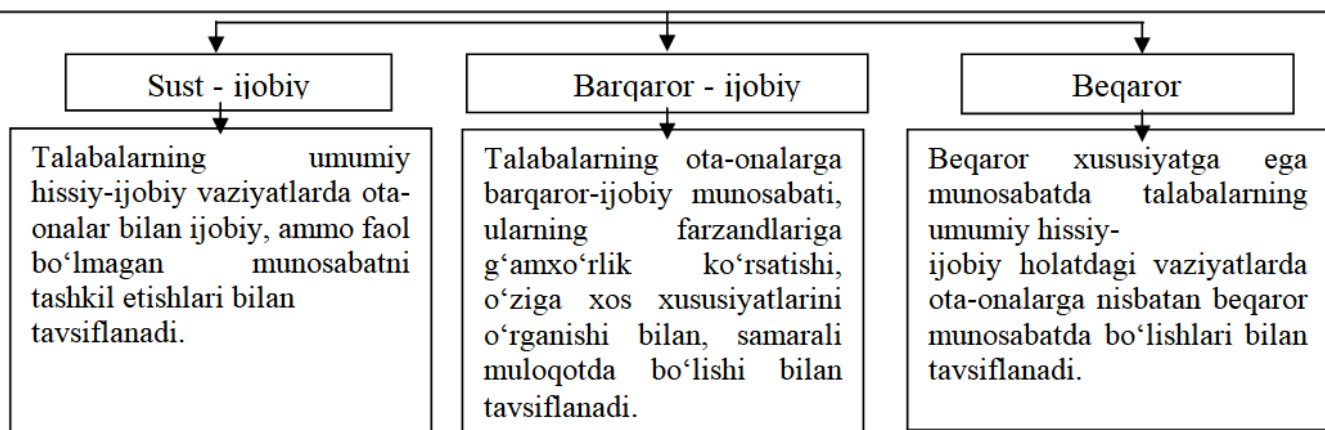 Sust - ijobiy
Talabalarning umumiy
hissiy-ijobiy vaziyatlarda ota-
onalar bilan ijobiy, ammo faol
bo‘lmagan munosabatni
tashkil etishlari bilan
tavsiflanadi.
Barqaror - ijobiy
Talabalarning ota-onalarga
barqaror-ijobiy munosabati,
ularning farzandlariga
g‘amxo‘rlik ko‘rsatishi,
o‘ziga xos xususiyatlarini
o‘rganishi bilan, samarali
muloqotda bo‘lishi bilan
tavsiflanadi.
Beqaror
Beqaror xususiyatga ega
munosabatda talabalarning
umumiy hissiy-
ijobiy holatdagi vaziyatlarda
ota-onalarga nisbatan beqaror
munosabatda bo‘lishlari bilan
tavsiflanadi.